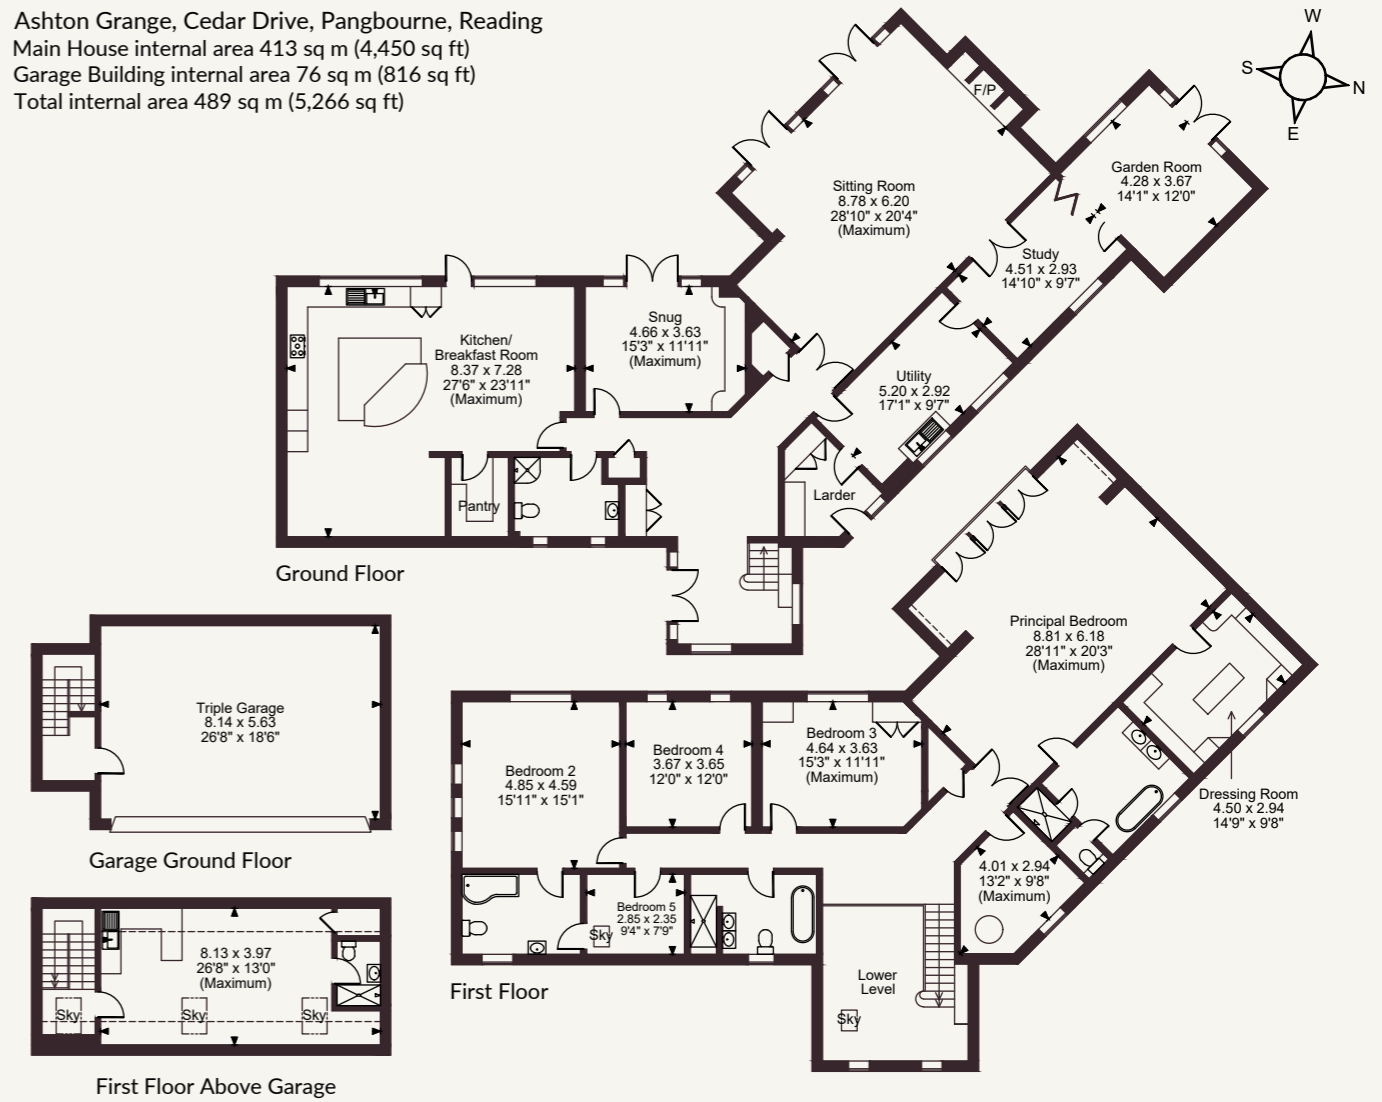 Ashton Grange, Cedar Drive, Pangbourne, Reading
Main House internal area 413 sq m (4,450 sq ft)
Garage Building internal area 76 sq m (816 sq ft)
Total internal area 489 sq m (5,266 sq ft)
W
S
N
E
F/P
Sitting Room
8.78 x 6.20
28'10" x 20'4"
(Maximum)
Garden Room
4.28 x 3.67
14'1" x 12'0"
Study
4.51 x 2.93
14'10" x 9'7"
Snug
4.66 x 3.63
15'3" x 11'11"
(Maximum)
Kitchen/
Breakfast Room
8.37 x 7.28
27'6" x 23'11"
(Maximum)
Utility
5.20 x 2.92
17'1" x 9'7"
Larder
Pantry
Ground Floor
Principal Bedroom
8.81 x 6.18
28'11" x 20'3"
(Maximum)
Dressing Room
4.50 x 2.94
14'9" x 9'8"
Triple Garage
8.14 x 5.63
26'8" x 18'6"
Garage Ground Floor
Bedroom 2
4.85 x 4.59
15'11" x 15'1"
Bedroom 4
3.67 x 3.65
12'0" x 12'0"
Bedroom 3
4.64 x 3.63
15'3" x 11'11"
(Maximum)
4.01 x 2.94
13'2" x 9'8"
(Maximum)
Bedroom 5
2.85 x 2.35
9'4" x 7'9"
Sky
Lower
Level
Sky
First Floor
8.13 x 3.97
26'8" x 13'0"
(Maximum)
Sky
Sky
Sky
First Floor Above Garage